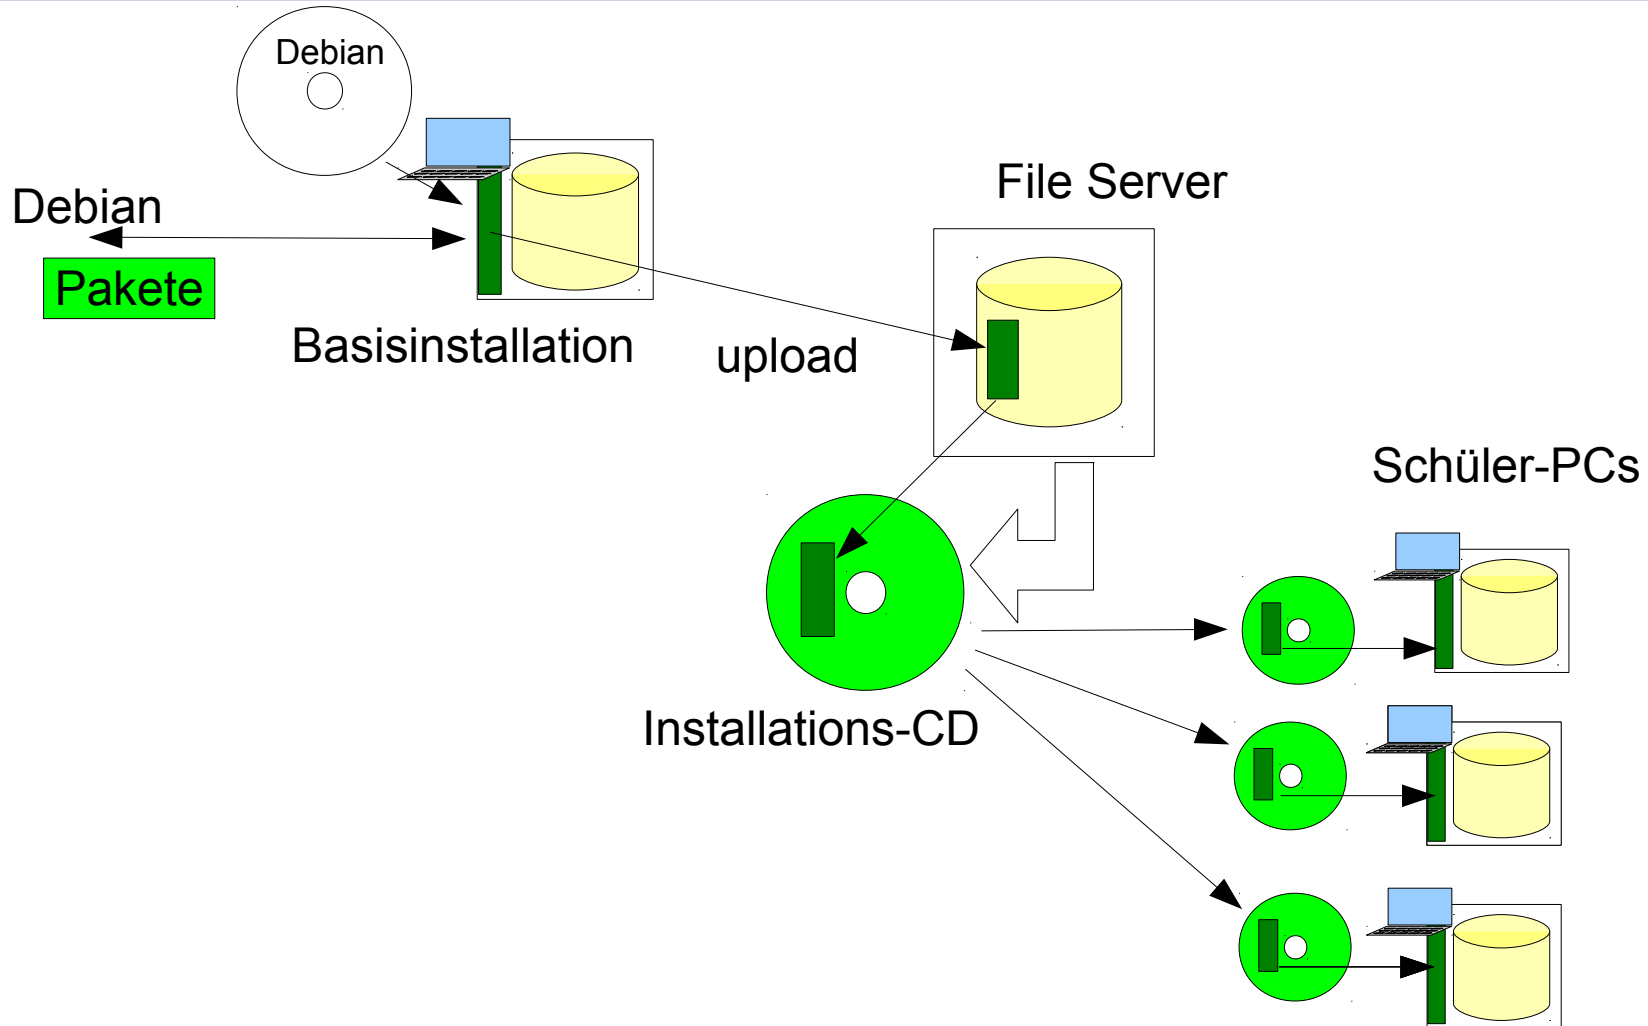 Debian
Debian
Pakete
Basisinstallation
upload
File Server
Installations-CD
Schüler-PCs